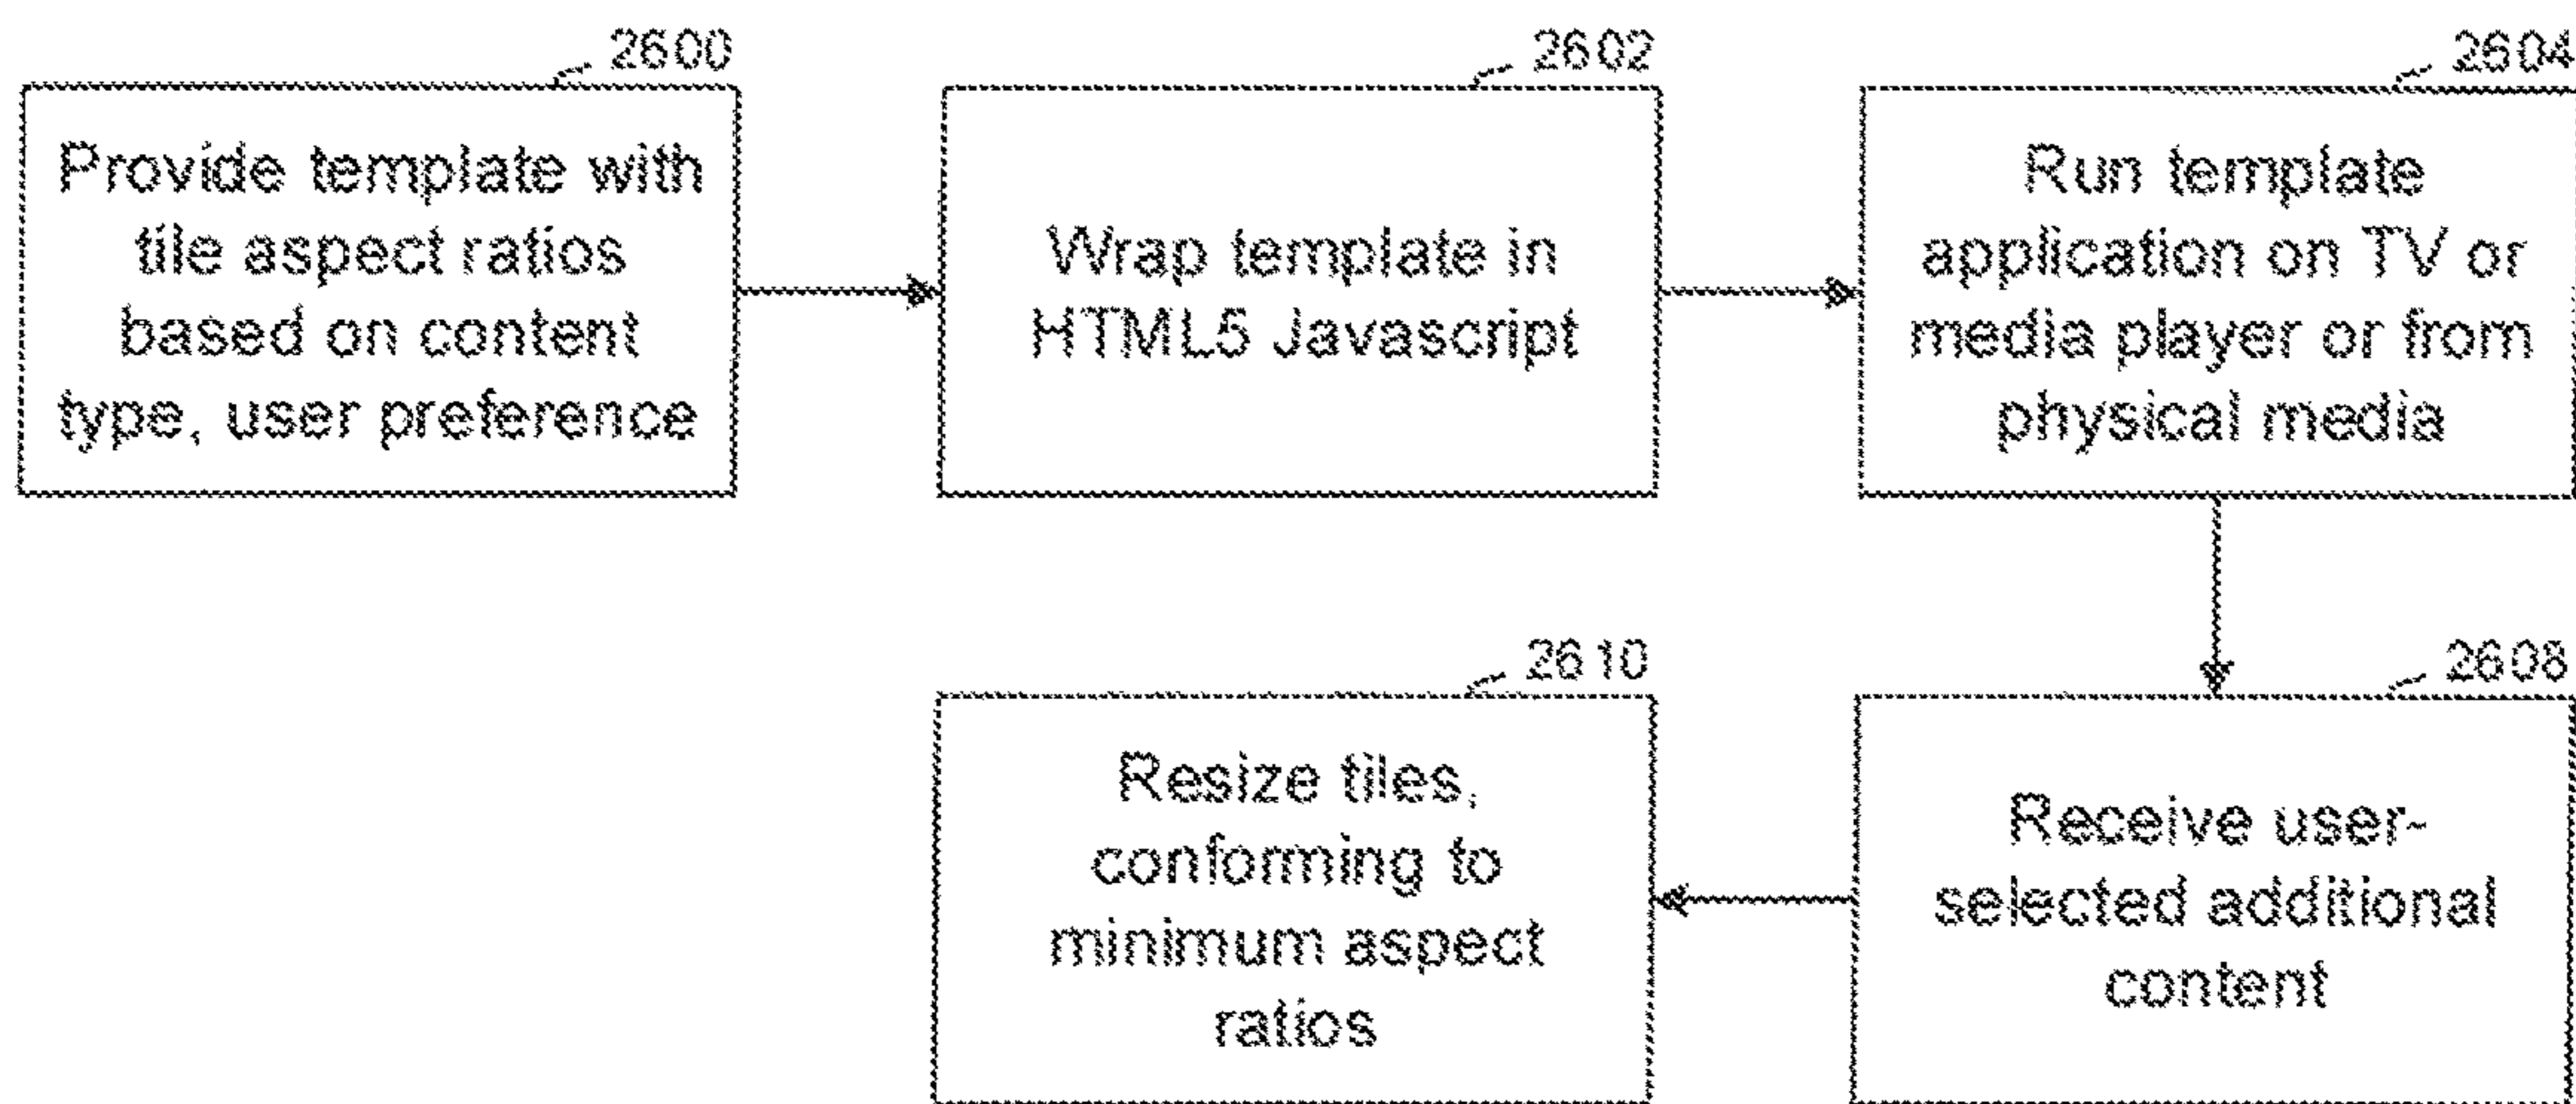 2600
Provide template with
tile aspect ratios
based on content
type, user preference
2602
Wrap template in
HTML5 Javascript
2604
Run template
application on TV or
media player or from
physical media
2608
Receive user-
selected additional
content
2610
Resize tiles,
conforming to
minimum aspect
ratios